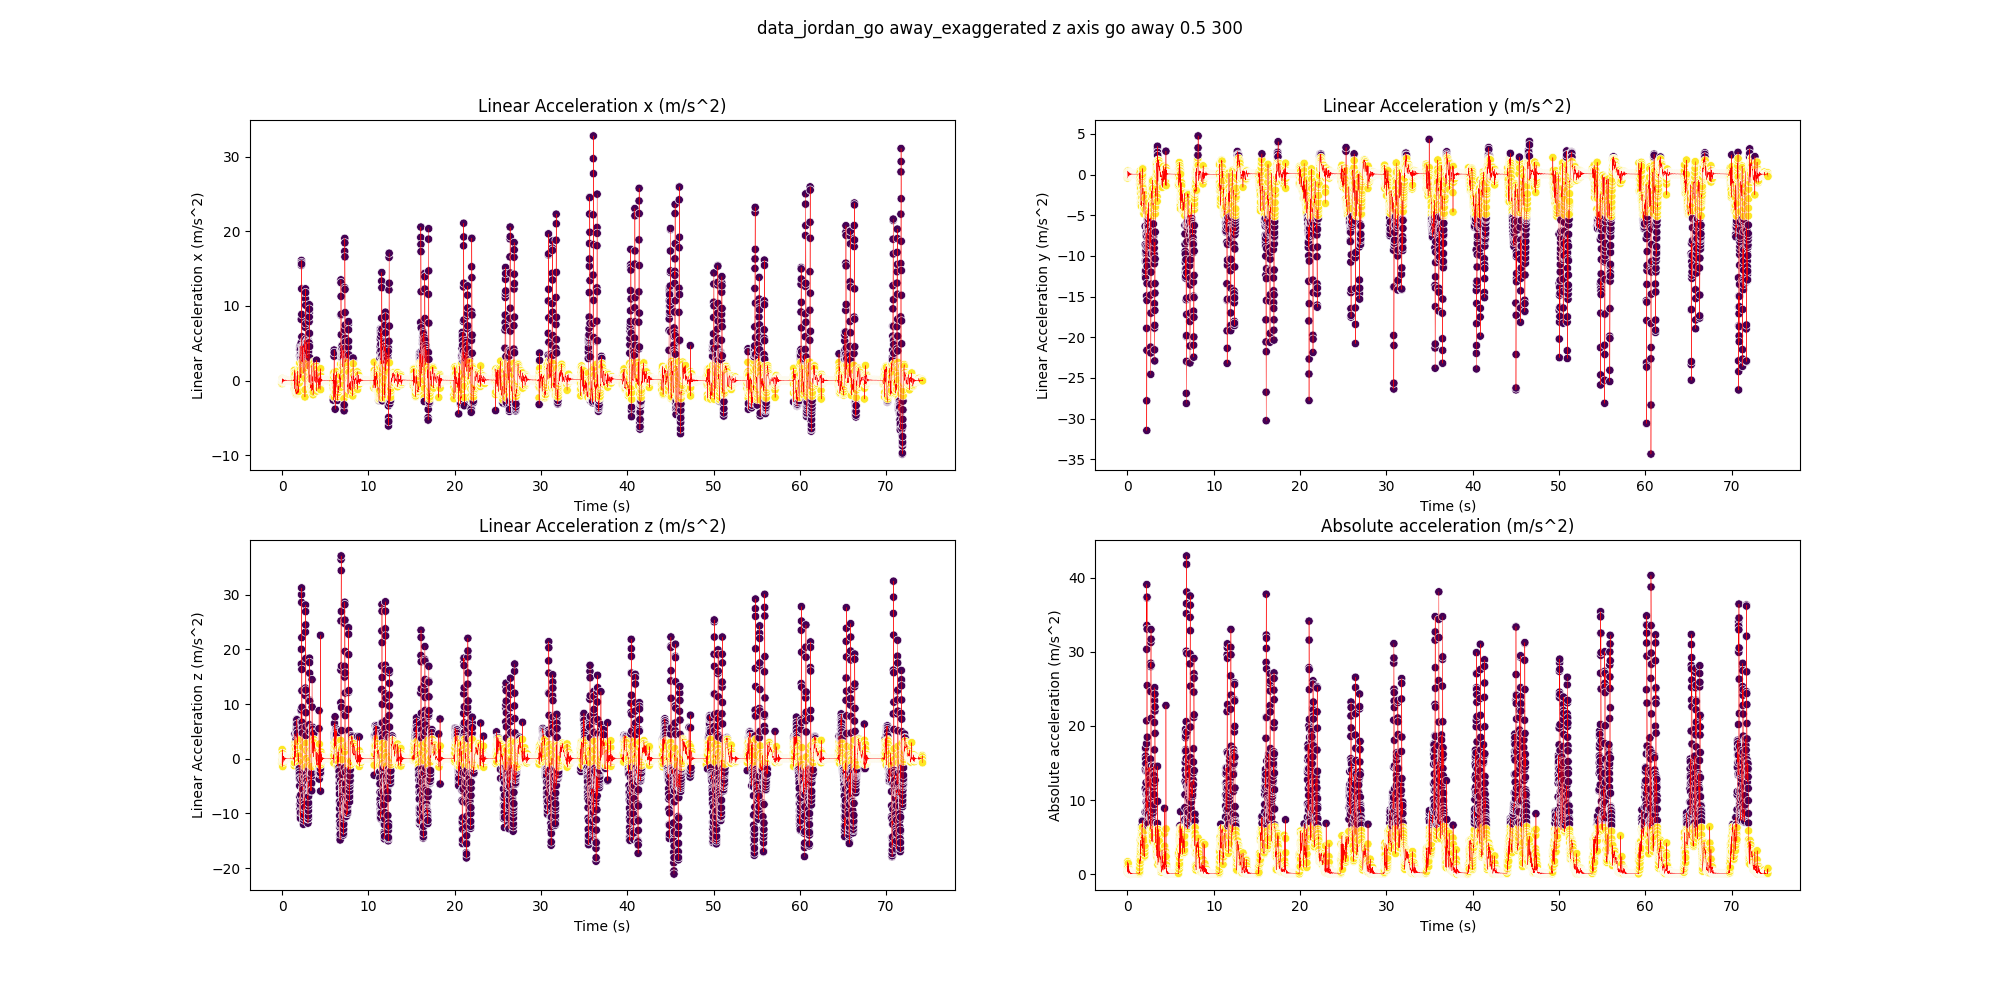 data_jordan_go away_exaggerated z axis go away 0.5 300
Linear Acceleration x (m/s^2)
Linear Acceleration x (m/s^2)
30
20
10
0
−10
0 10 20 30 40 50 60 70
Time (s)
Linear Acceleration y (m/s^2)
Linear Acceleration y (m/s^2)
5
0
−5
−10
−15
−20
−25
−30
−35
0 10 20 30 40 50 60 70
Time (s)
Linear Acceleration z (m/s^2)
Linear Acceleration z (m/s^2)
30
20
10
0
−10
−20
0 10 20 30 40 50 60 70
Time (s)
Absolute acceleration (m/s^2)
Absolute acceleration (m/s^2)
40
30
20
10
0
0 10 20 30 40 50 60 70
Time (s)